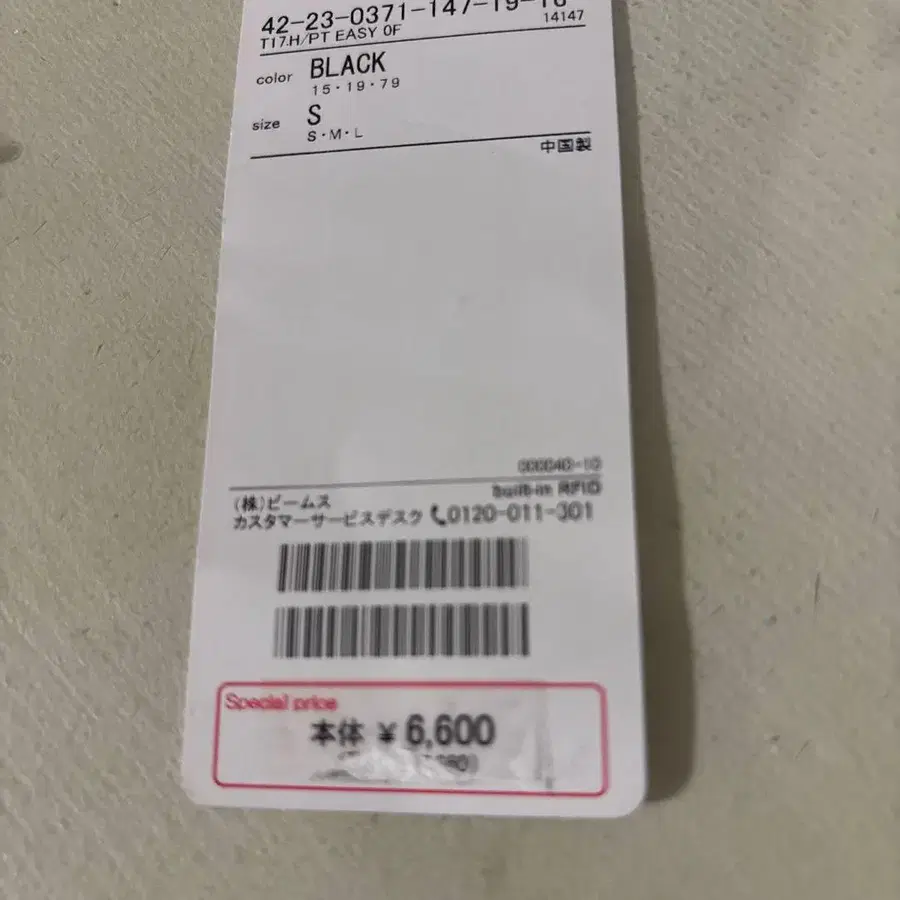 42-23-0371-147-19-10
T17.H/PT EASY OF 14147
color BLACK
15・19・79
size S
S・M・L
中国製
built-in RFID
(株)ビームス
カスタマーサービスデスク 0120-011-301
Special price
本体 ¥6,600